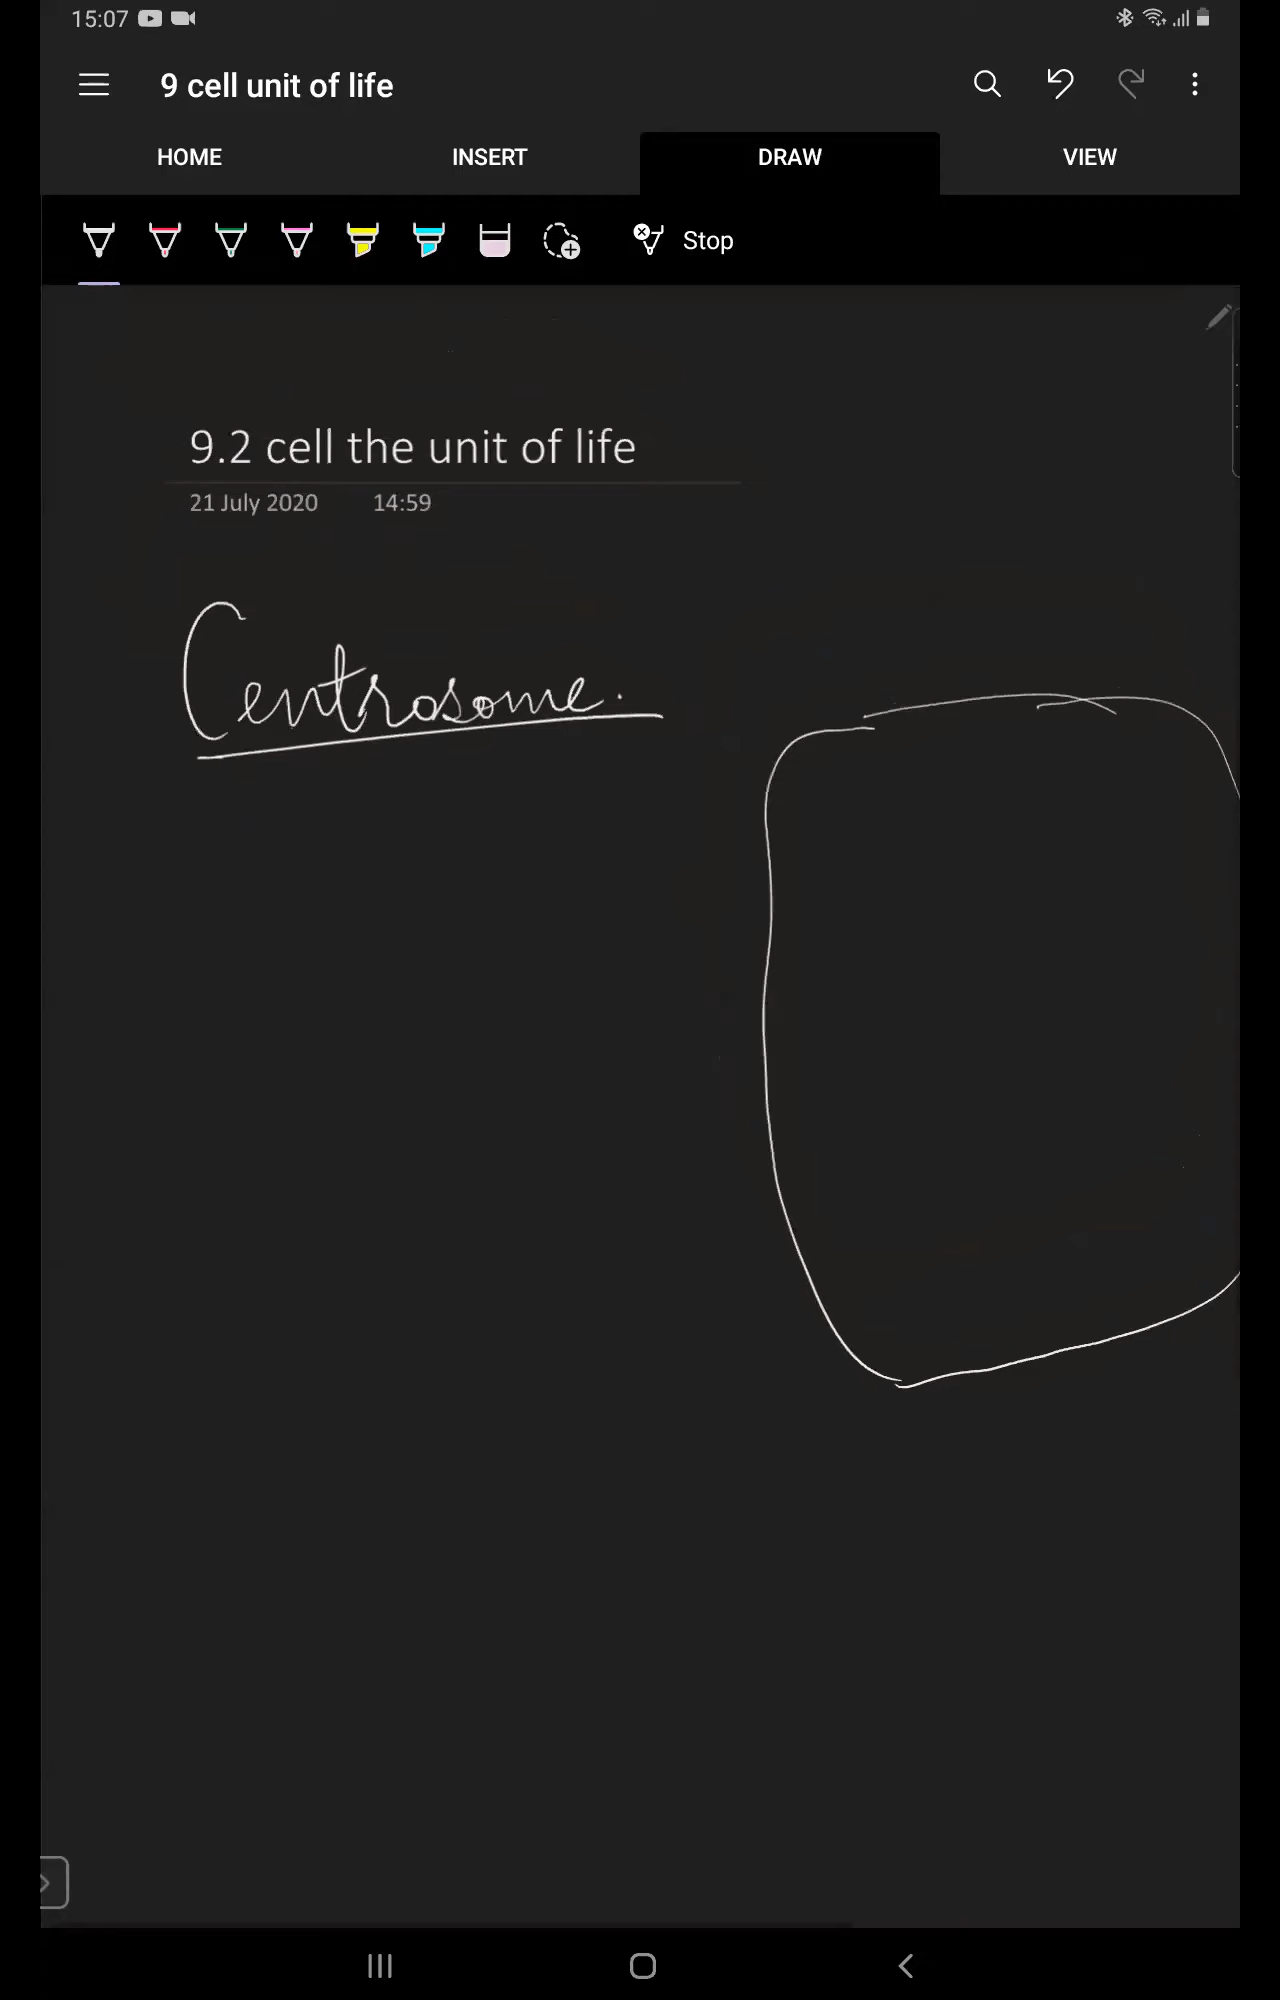 15:07
9 cell unit of life
HOME INSERT DRAW VIEW
Stop
9.2 cell the unit of life
21 July 2020 14:59
Centrosome.